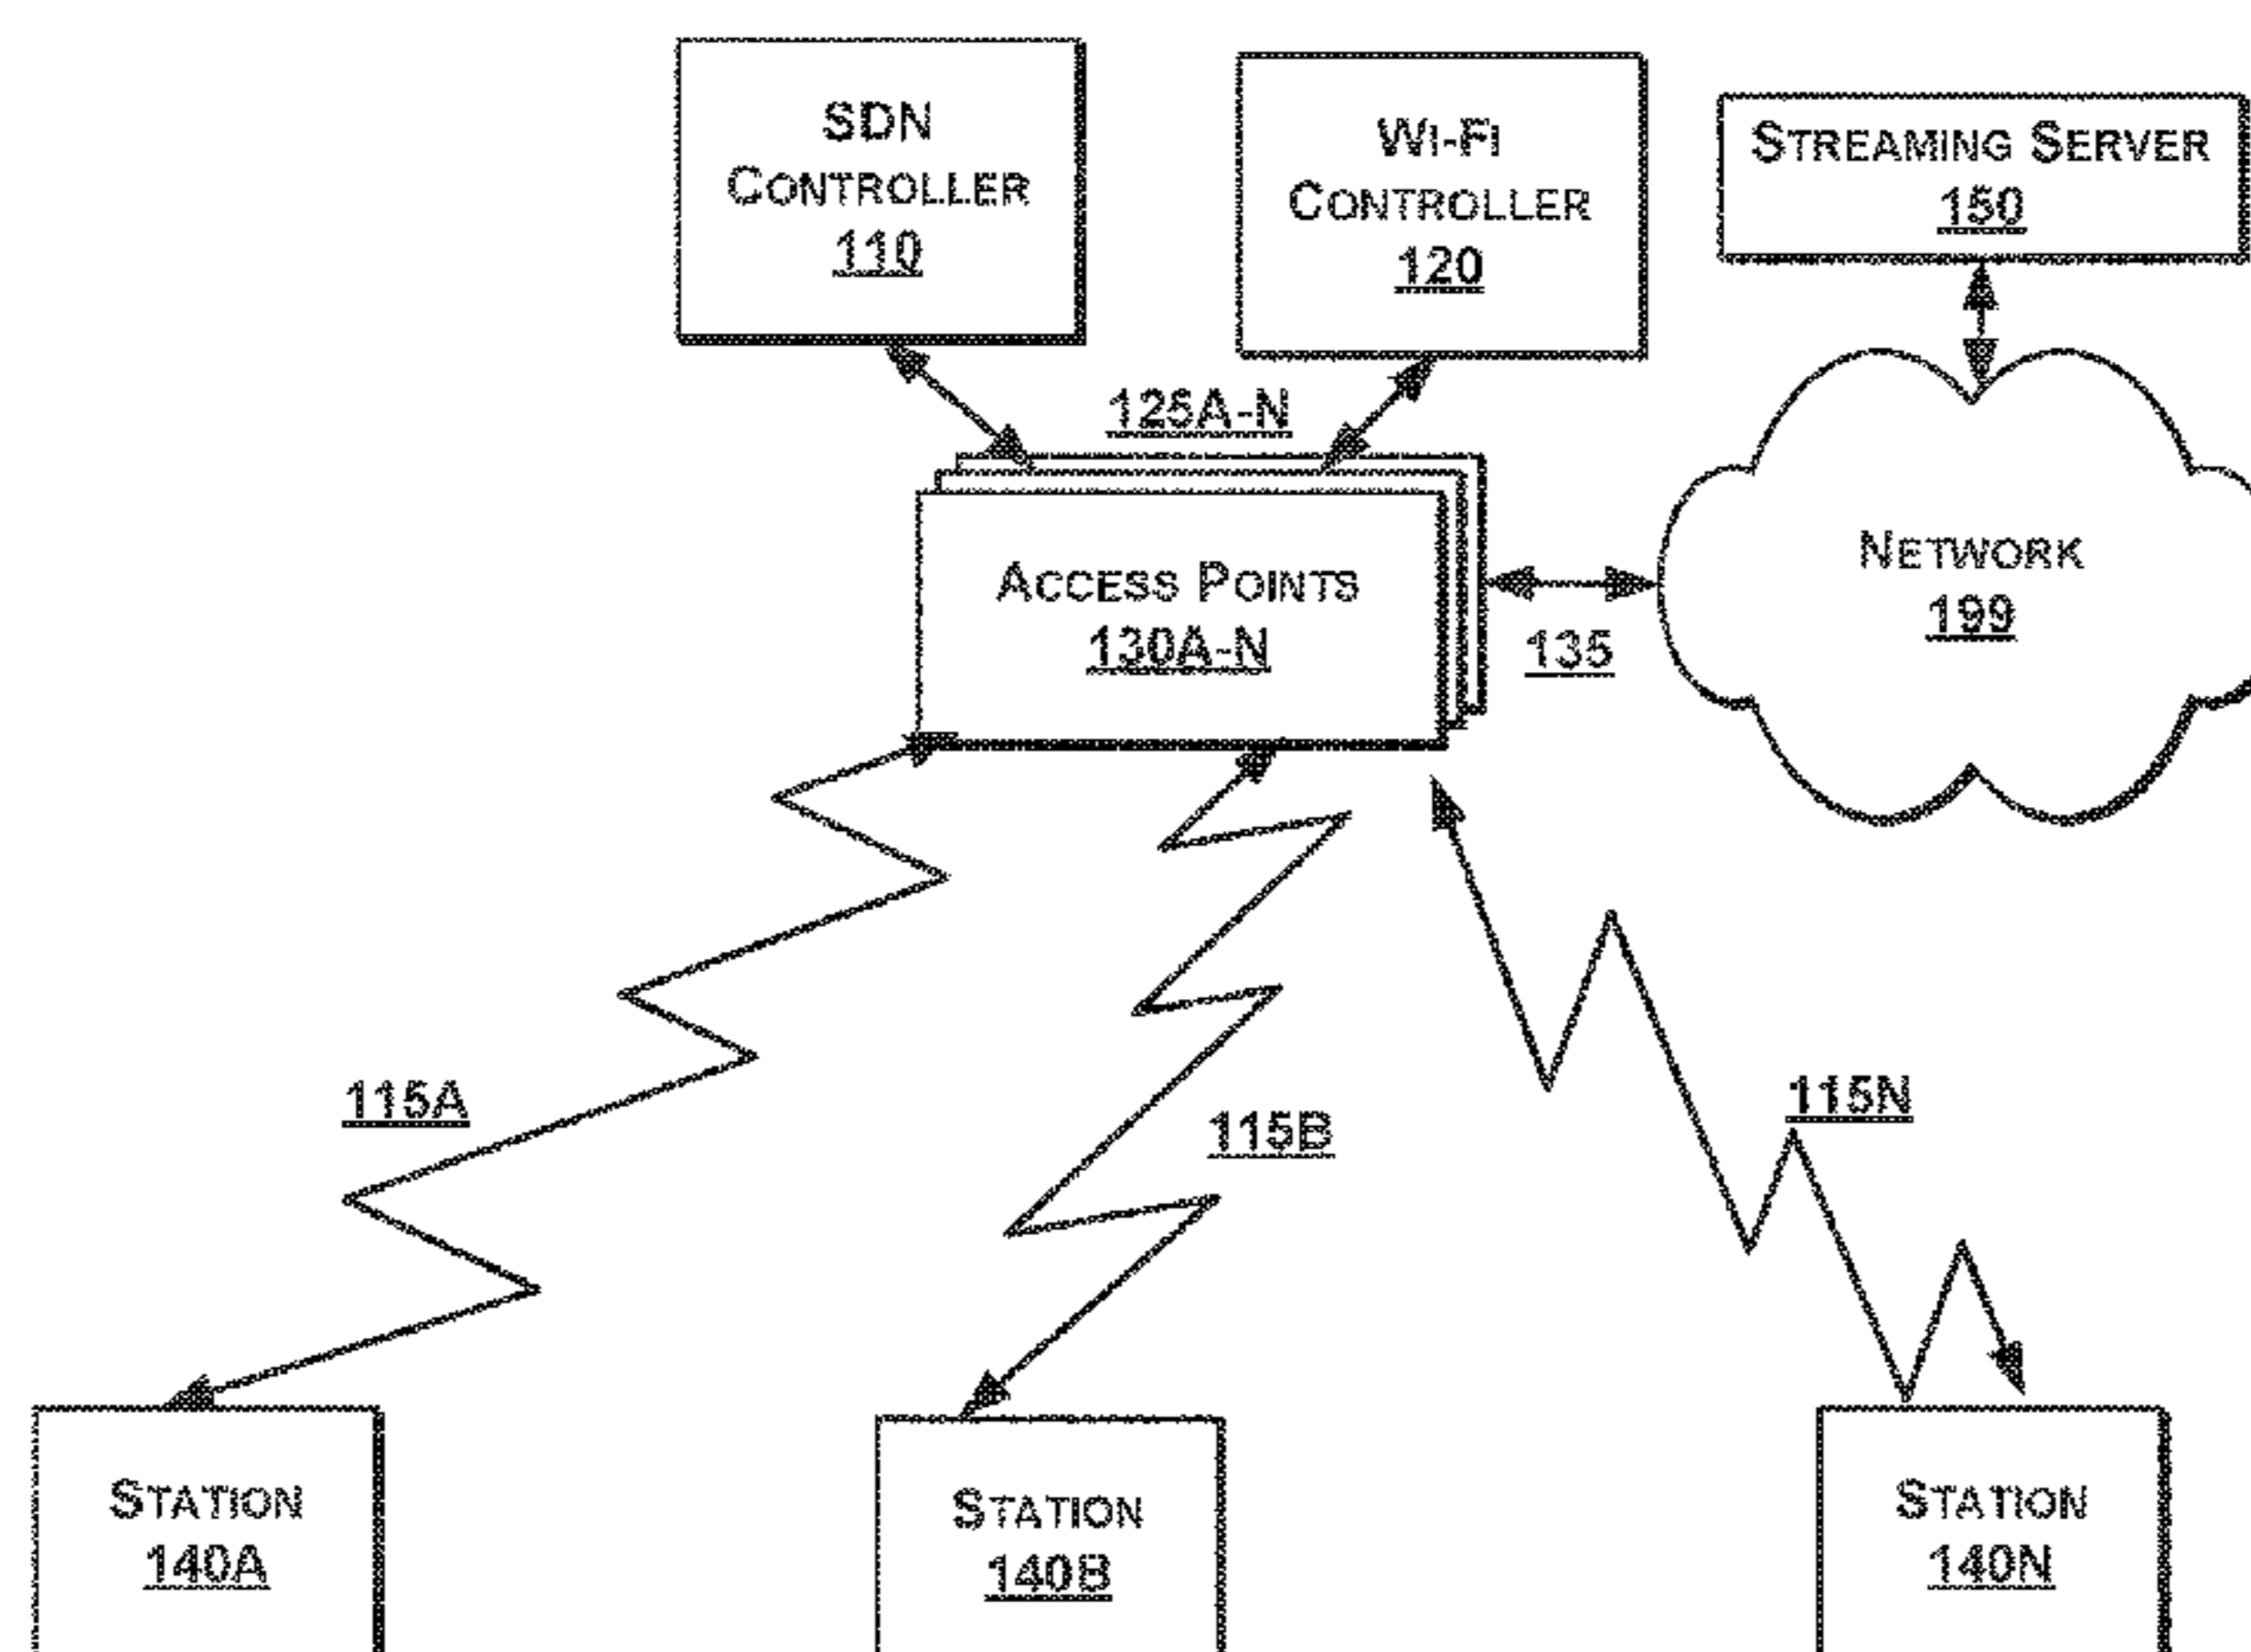 SDN
CONTROLLER
110
WI-FI
CONTROLLER
120
STREAMING SERVER
150
125A-N
ACCESS POINTS
130A-N
135
NETWORK
199
115A
115B
115N
STATION
140A
STATION
140B
STATION
140N